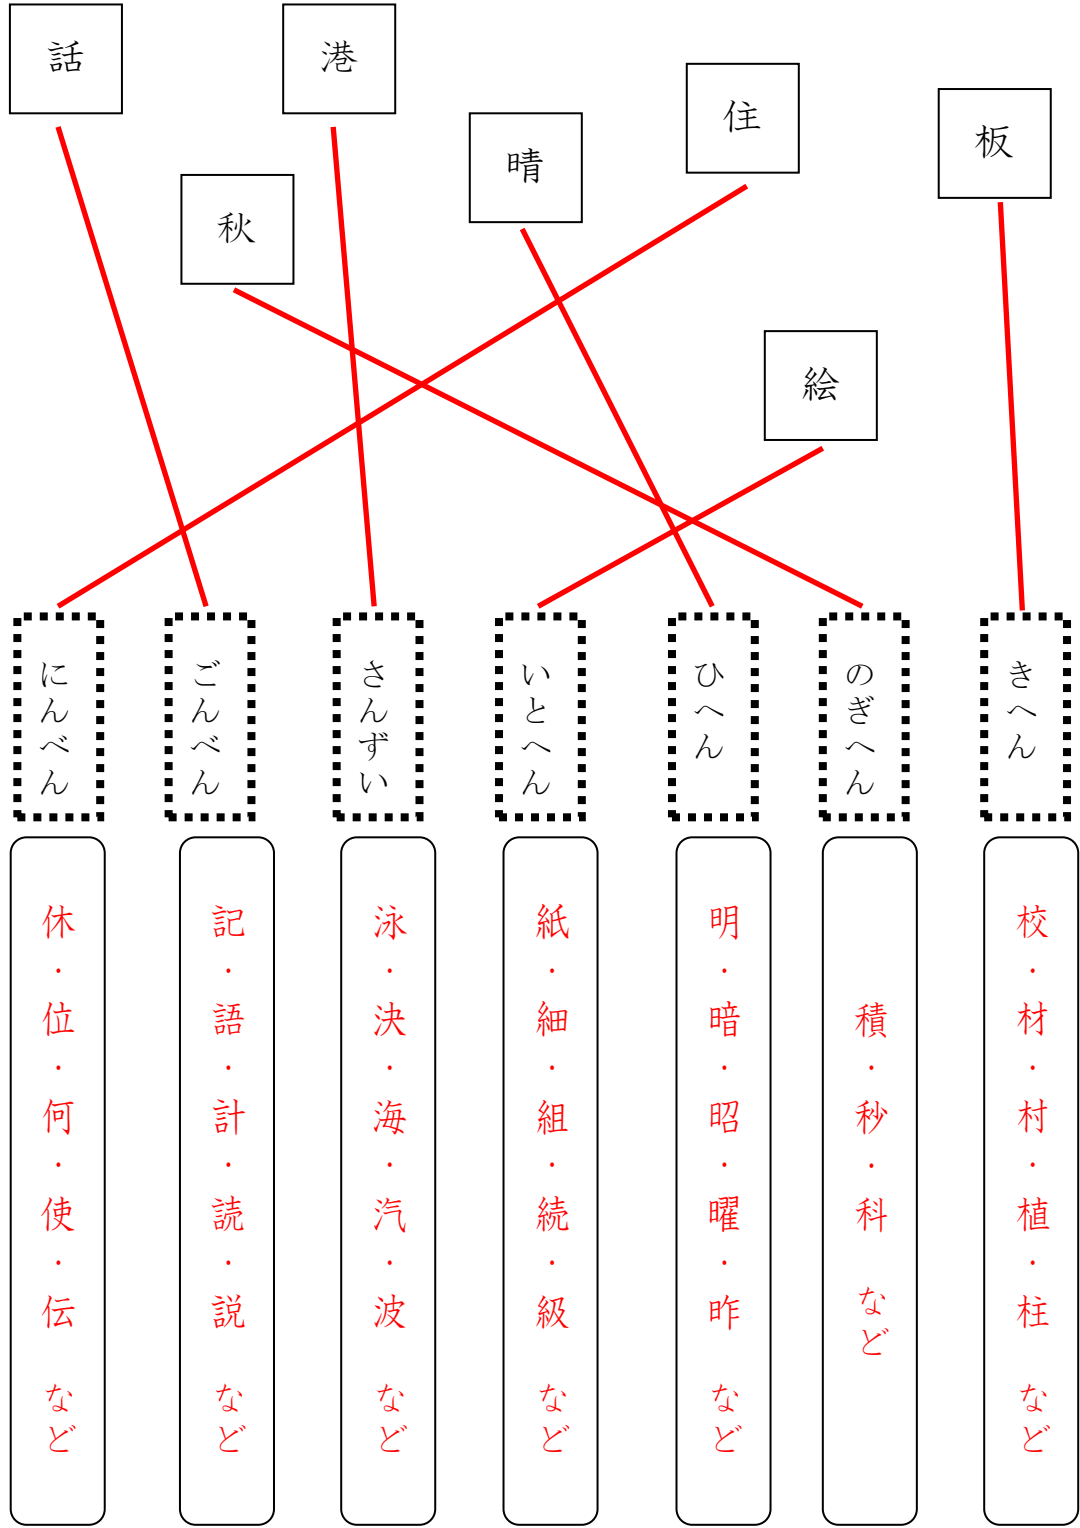 話
港
住
板
晴
秋
絵
にんべん
ごんべん
さんずい
いとへん
ひへん
のぎへん
きへん
休・位・何・使・伝　など
記・語・計・読・説　など
泳・決・海・汽・波　など
紙・細・組・続・級　など
明・暗・昭・曜・昨　など
積・秒・科　など
校・材・村・植・柱　など